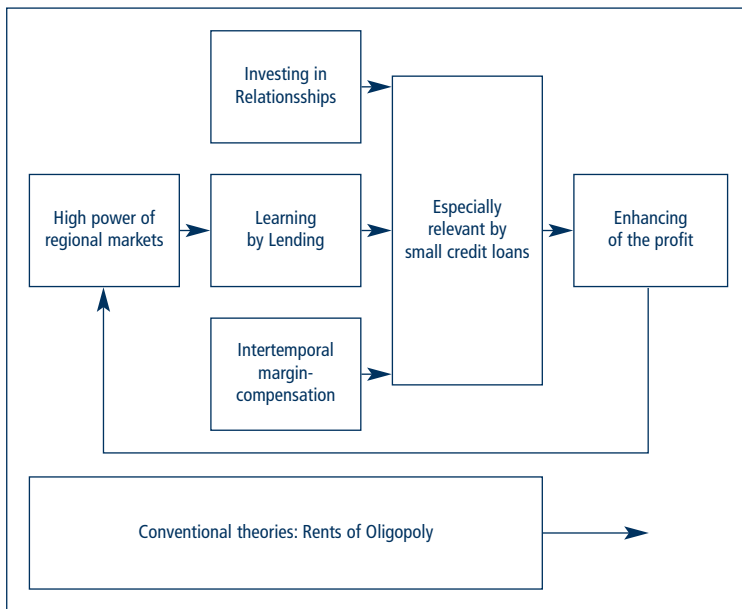 Investing in
Relationsships
High power of
regional markets
Learning
by Lending
Especially
relevant by
small credit loans
Enhancing
of the profit
Intertemporal
margin-
compensation
Conventional theories: Rents of Oligopoly